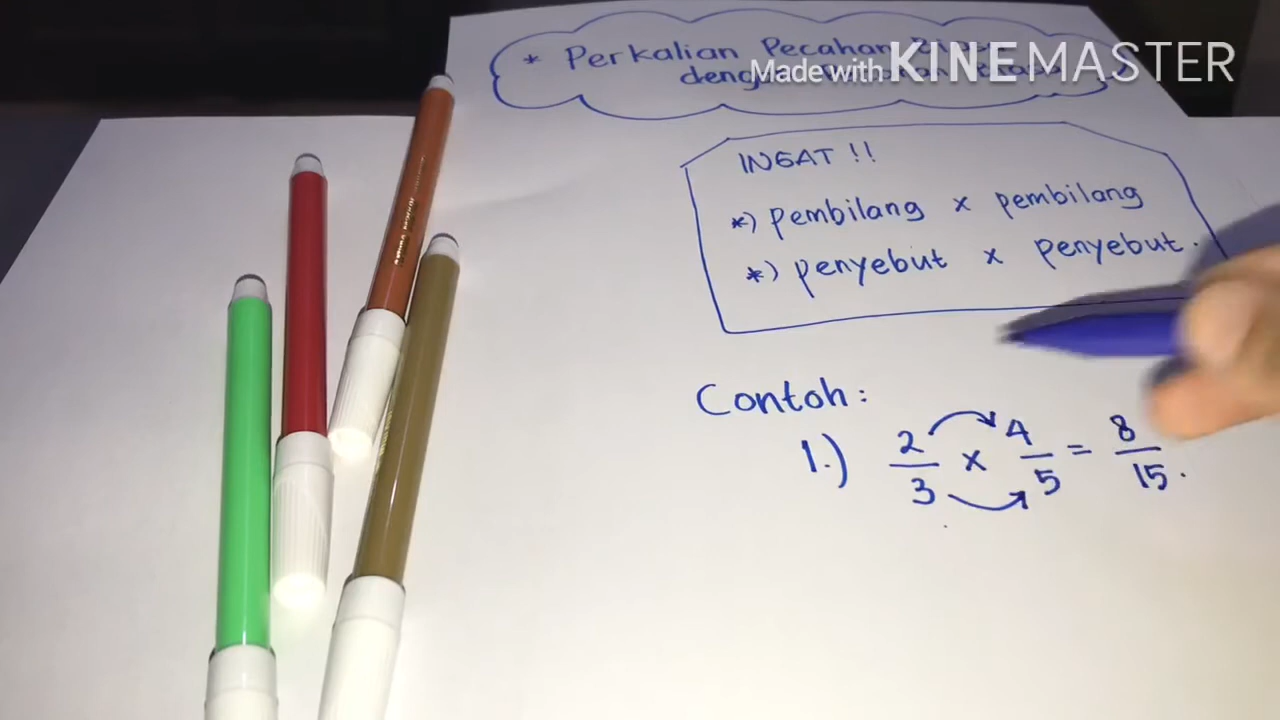 * Perkalian Pecahan
Made with KINEMASTER
INGAT !!
*) pembilang x pembilang
*) penyebut x penyebut.
Contoh:
1.) 2/3 x 4/5 = 8/15.